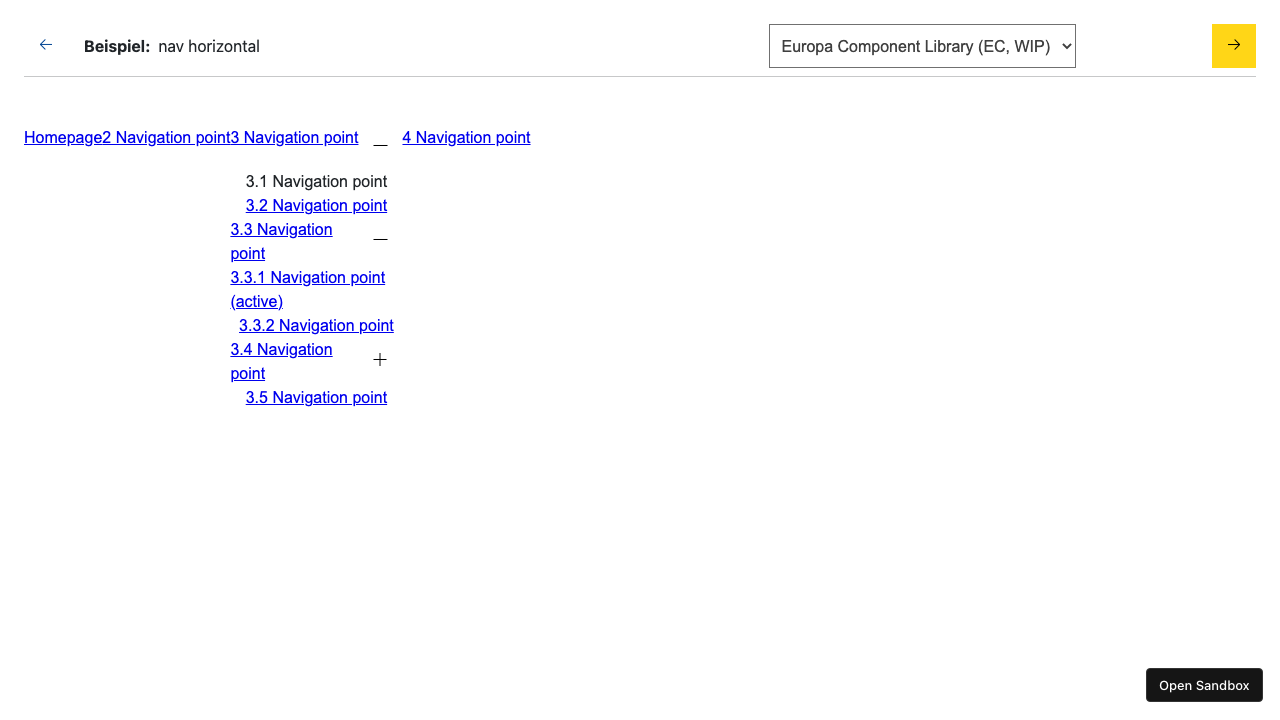 Beispiel: nav horizontal
Europa Component Library (EC, WIP)
Homepage2 Navigation point3 Navigation point 4 Navigation point
3.1 Navigation point
3.2 Navigation point
3.3 Navigation
point
3.3.1 Navigation point
(active)
3.3.2 Navigation point
3.4 Navigation
point
3.5 Navigation point
Open Sandbox